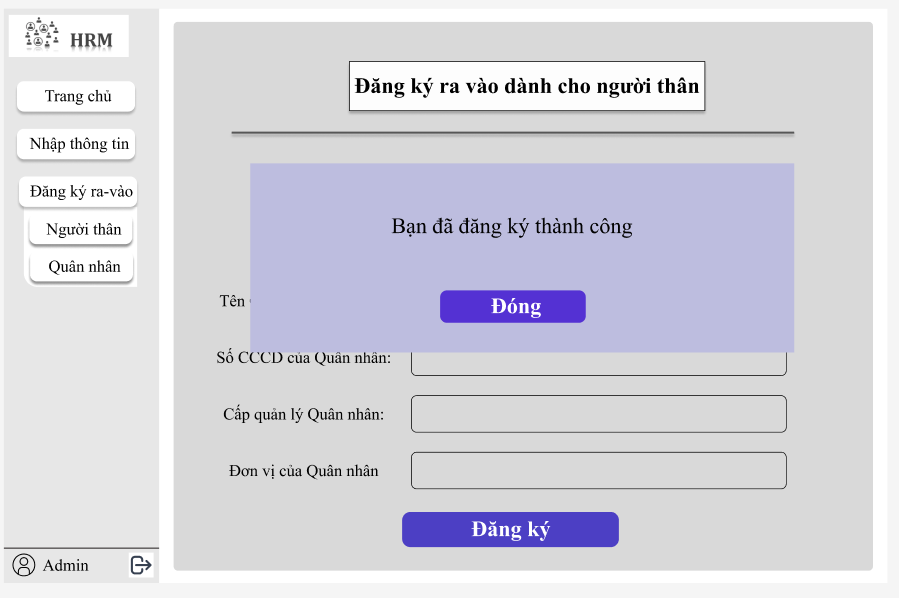 HRM
Trang chủ
Nhập thông tin
Đăng ký ra-vào
Người thân
Quân nhân
Admin
Đăng ký ra vào dành cho người thân
Bạn đã đăng ký thành công
Đóng
Tên
Số CCCD của Quân nhân:
Cấp quản lý Quân nhân:
Đơn vị của Quân nhân
Đăng ký